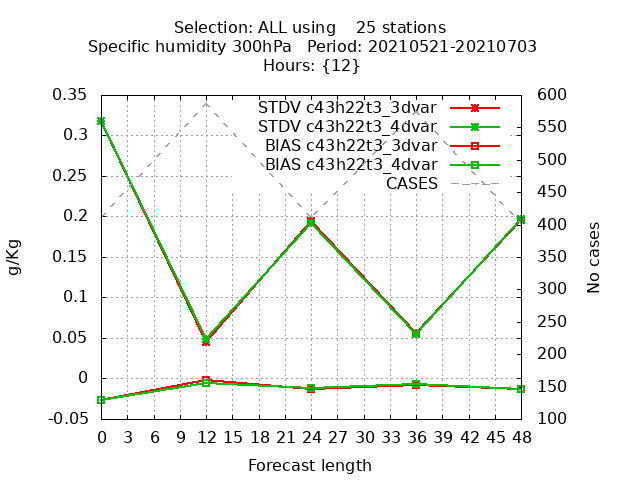 Selection: ALL using    25 stations
Specific humidity 300hPa   Period: 20210521-20210703
Hours: {12}
STDV c43h22t3_3dvar
STDV c43h22t3_4dvar
BIAS c43h22t3_3dvar
BIAS c43h22t3_4dvar
CASES
g/Kg
0.35
0.3
0.25
0.2
0.15
0.1
0.05
0
-0.05
600
550
500
450
400
350
300
250
200
150
100
No cases
0 3 6 9 12 15 18 21 24 27 30 33 36 39 42 45 48
Forecast length